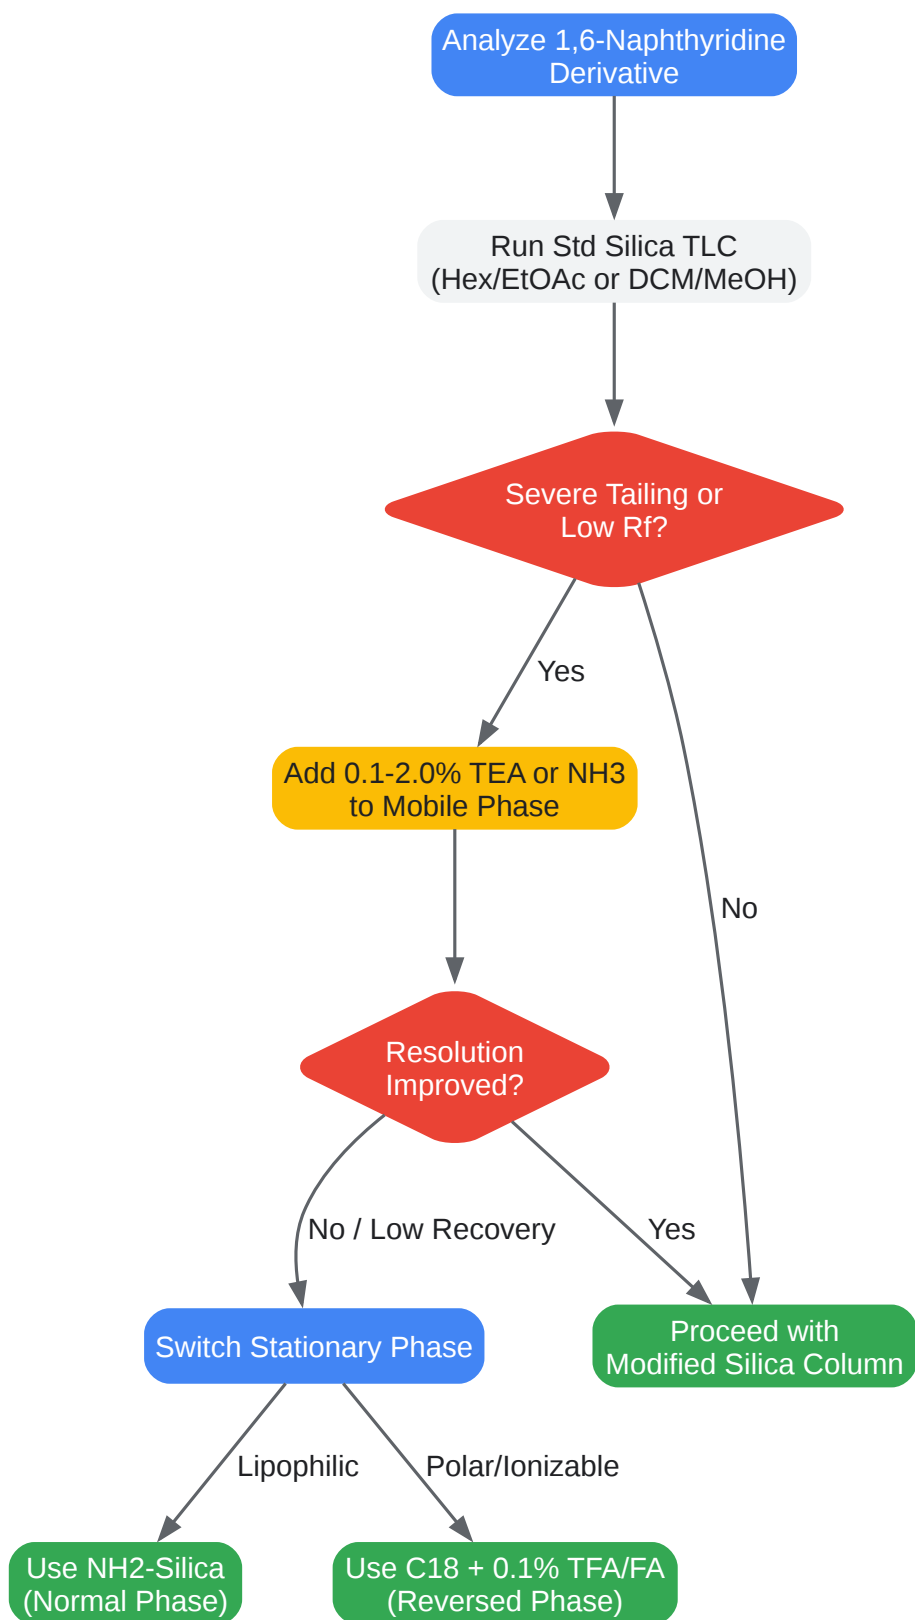 Analyze 1,6-Naphthyridine
Derivative
Run Std Silica TLC
(Hex/EtOAc or DCM/MeOH)
Severe Tailing or
Low Rf?
Yes
Add 0.1-2.0% TEA or NH3
to Mobile Phase
No
Resolution
Improved?
No / Low Recovery
Yes
Switch Stationary Phase
Proceed with
Modified Silica Column
Lipophilic
Polar/Ionizable
Use NH2-Silica
(Normal Phase)
Use C18 + 0.1% TFA/FA
(Reversed Phase)